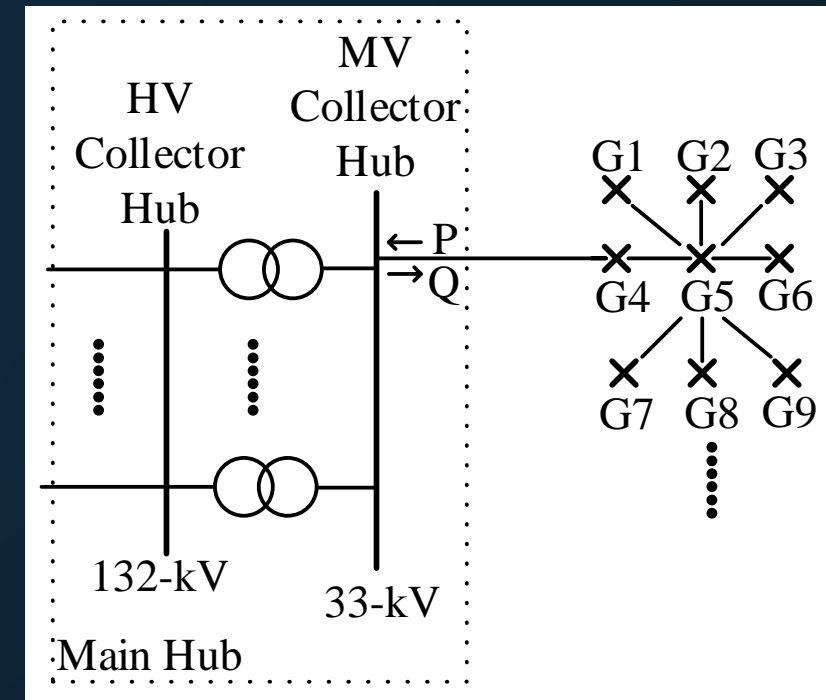 HV
Collector
Hub
MV
Collector
Hub
P
Q
G1 G2 G3
G4 G5 G6
G7 G8 G9
132-kV
33-kV
Main Hub